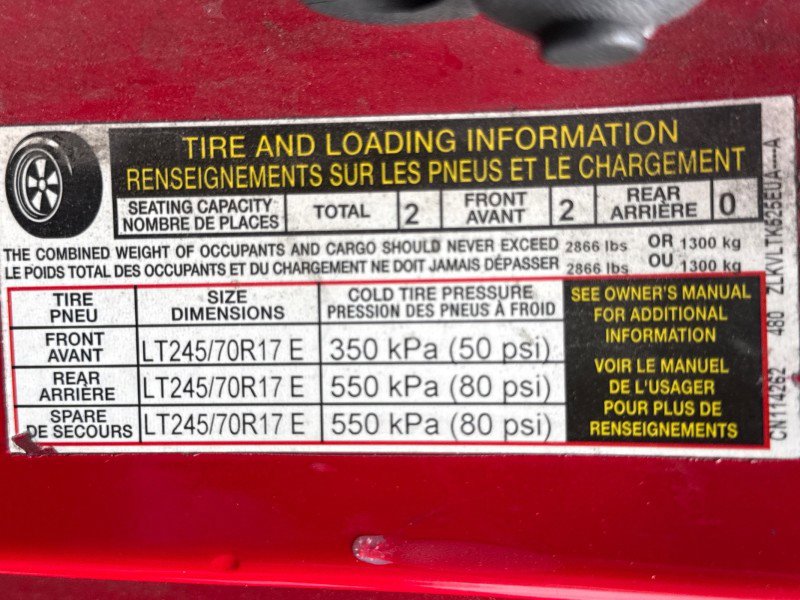 TIRE AND LOADING INFORMATION
RENSEIGNEMENTS SUR LES PNEUS ET LE CHARGEMENT
SEATING CAPACITY
NOMBRE DE PLACES
TOTAL 2
FRONT
AVANT
2
REAR
ARRIÈRE
0
THE COMBINED WEIGHT OF OCCUPANTS AND CARGO SHOULD NEVER EXCEED 2866 lbs OR 1300 kg
LE POIDS TOTAL DES OCCUPANTS ET DU CHARGEMENT NE DOIT JAMAIS DÉPASSER 2866 lbs OU 1300 kg
TIRE
PNEU
SIZE
DIMENSIONS
COLD TIRE PRESSURE
PRESSION DES PNEUS À FROID
FRONT
AVANT
LT245/70R17 E 350 kPa (50 psi)
REAR
ARRIÈRE
LT245/70R17 E 550 kPa (80 psi)
SPARE
DE SECOURS
LT245/70R17 E 550 kPa (80 psi)
SEE OWNER'S MANUAL
FOR ADDITIONAL
INFORMATION
VOIR LE MANUEL
DE L'USAGER
POUR PLUS DE
RENSEIGNEMENTS
CN114262 480 ZLKVLTK625EUA---A